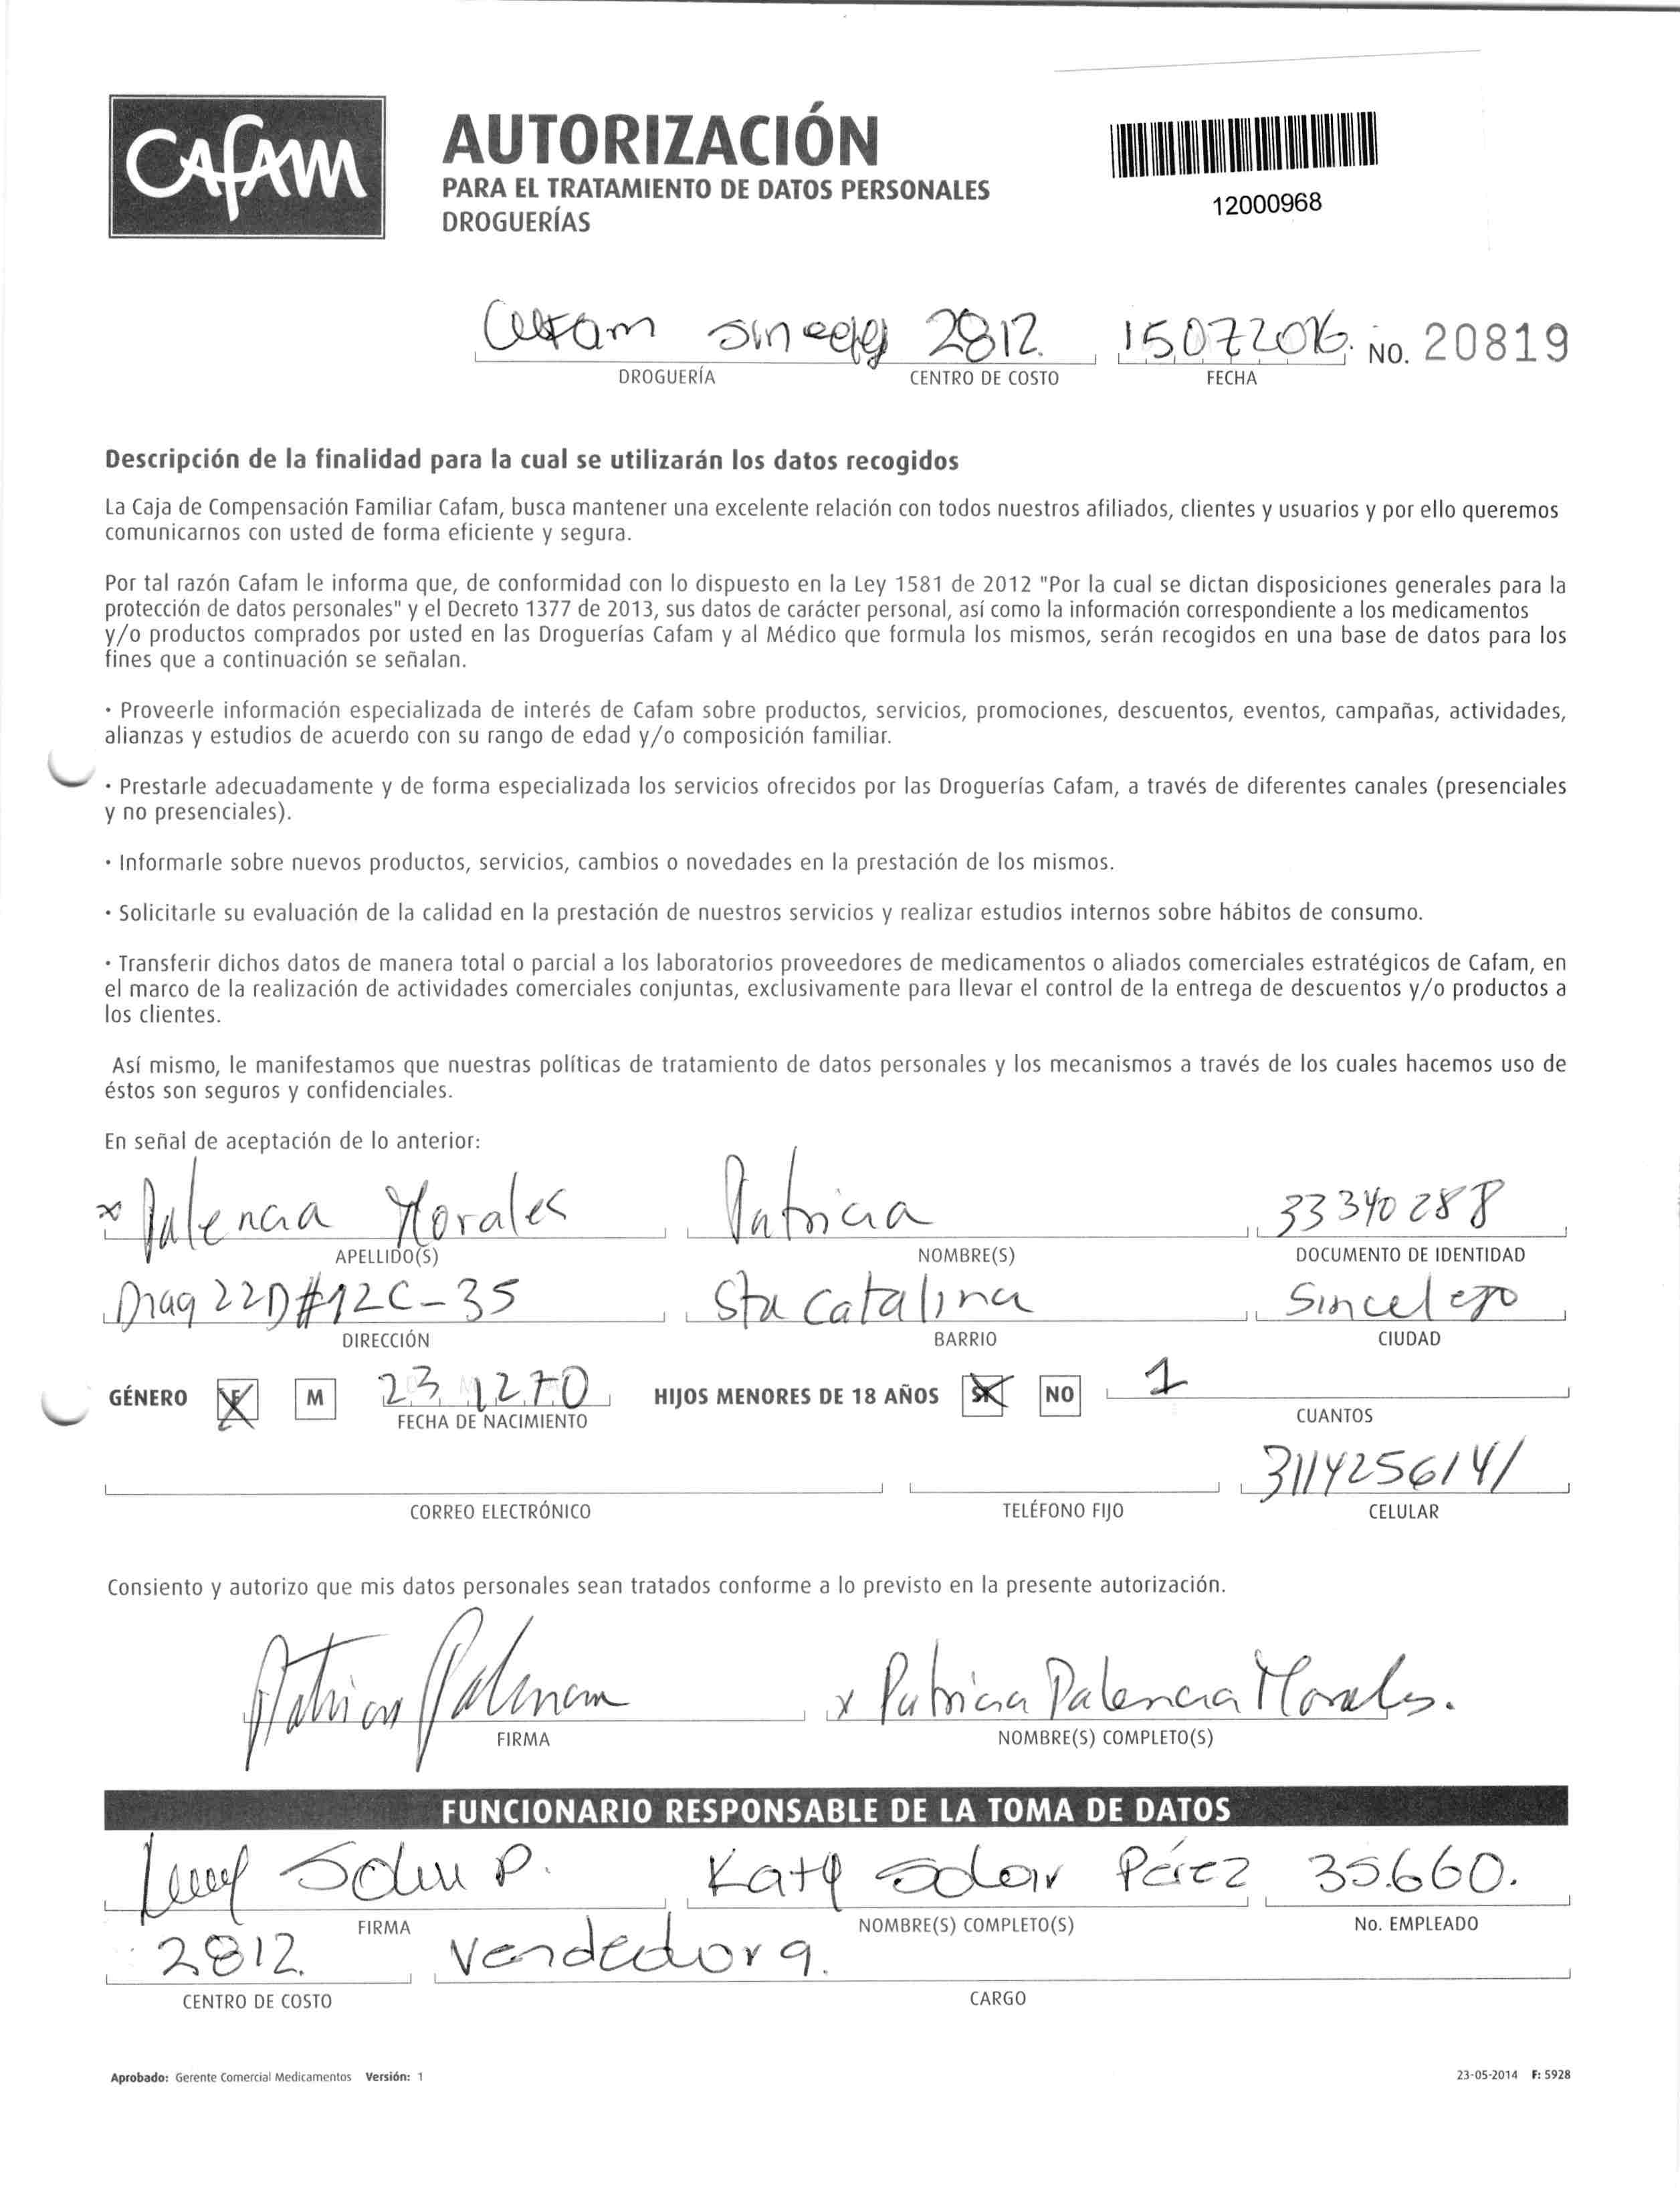 CAFAM
AUTORIZACIÓN
PARA EL TRATAMIENTO DE DATOS PERSONALES
DROGUERÍAS
12000968
2812. 15072016. NO. 20819
DROGUERÍA CENTRO DE COSTO FECHA
Descripción de la finalidad para la cual se utilizarán los datos recogidos
La Caja de Compensación Familiar Cafam, busca mantener una excelente relación con todos nuestros afiliados, clientes y usuarios y por ello queremos
comunicarnos con usted de forma eficiente y segura.
Por tal razón Cafam le informa que, de conformidad con lo dispuesto en la Ley 1581 de 2012 "Por la cual se dictan disposiciones generales para la
protección de datos personales" y el Decreto 1377 de 2013, sus datos de carácter personal, así como la información correspondiente a los medicamentos
y/o productos comprados por usted en las Droguerías Cafam y al Médico que formula los mismos, serán recogidos en una base de datos para los
fines que a continuación se señalan.
· Proveerle información especializada de interés de Cafam sobre productos, servicios, promociones, descuentos, eventos, campañas, actividades,
alianzas y estudios de acuerdo con su rango de edad y/o composición familiar.
· Prestarle adecuadamente y de forma especializada los servicios ofrecidos por las Droguerías Cafam, a través de diferentes canales (presenciales
y no presenciales).
· Informarle sobre nuevos productos, servicios, cambios o novedades en la prestación de los mismos.
· Solicitarle su evaluación de la calidad en la prestación de nuestros servicios y realizar estudios internos sobre hábitos de consumo.
· Transferir dichos datos de manera total o parcial a los laboratorios proveedores de medicamentos o aliados comerciales estratégicos de Cafam, en
el marco de la realización de actividades comerciales conjuntas, exclusivamente para llevar el control de la entrega de descuentos y/o productos a
los clientes.
Así mismo, le manifestamos que nuestras políticas de tratamiento de datos personales y los mecanismos a través de los cuales hacemos uso de
éstos son seguros y confidenciales.
En señal de aceptación de lo anterior:
x Palencia Morales Patricia 33340288
APELLIDO(S) NOMBRE(S) DOCUMENTO DE IDENTIDAD
Diag 22D#12C-35 Sta Catalina Sincelejo
DIRECCIÓN BARRIO CIUDAD
GÉNERO F M 23 1270 HIJOS MENORES DE 18 AÑOS SI NO 1
FECHA DE NACIMIENTO CUANTOS
3114256141
CORREO ELECTRÓNICO TELÉFONO FIJO CELULAR
Consiento y autorizo que mis datos personales sean tratados conforme a lo previsto en la presente autorización.
Patricia Palencia x Patricia Palencia Morales.
FIRMA NOMBRE(S) COMPLETO(S)
FUNCIONARIO RESPONSABLE DE LA TOMA DE DATOS
P. Katy Solar Pérez 35.660.
FIRMA NOMBRE(S) COMPLETO(S) No. EMPLEADO
2812. Vendedora.
CENTRO DE COSTO CARGO
Aprobado: Gerente Comercial Medicamentos Versión: 1 23-05-2014 F: 5928